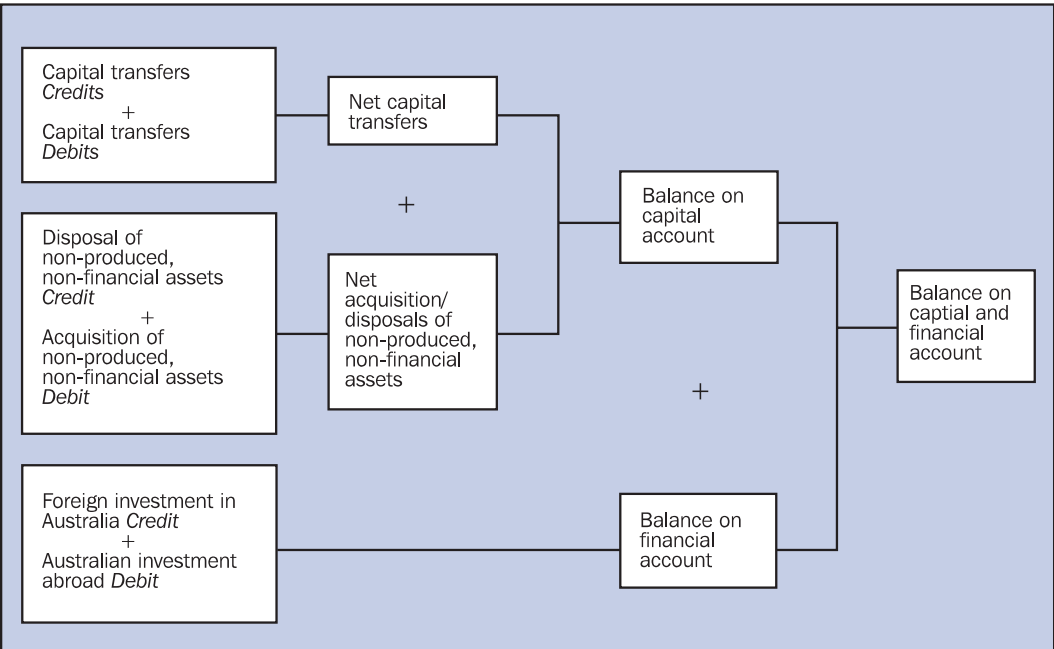 Capital transfers
Credits
+
Capital transfers
Debits
Net capital
transfers
+
Disposal of
non-produced,
non-financial assets
Credit
+
Acquisition of
non-produced,
non-financial assets
Debit
Net
acquisition/
disposals of
non-produced,
non-financial
assets
Balance on
capital
account
+
Balance on
captial and
financial
account
Foreign investment in
Australia Credit
+
Australian investment
abroad Debit
Balance on
financial
account